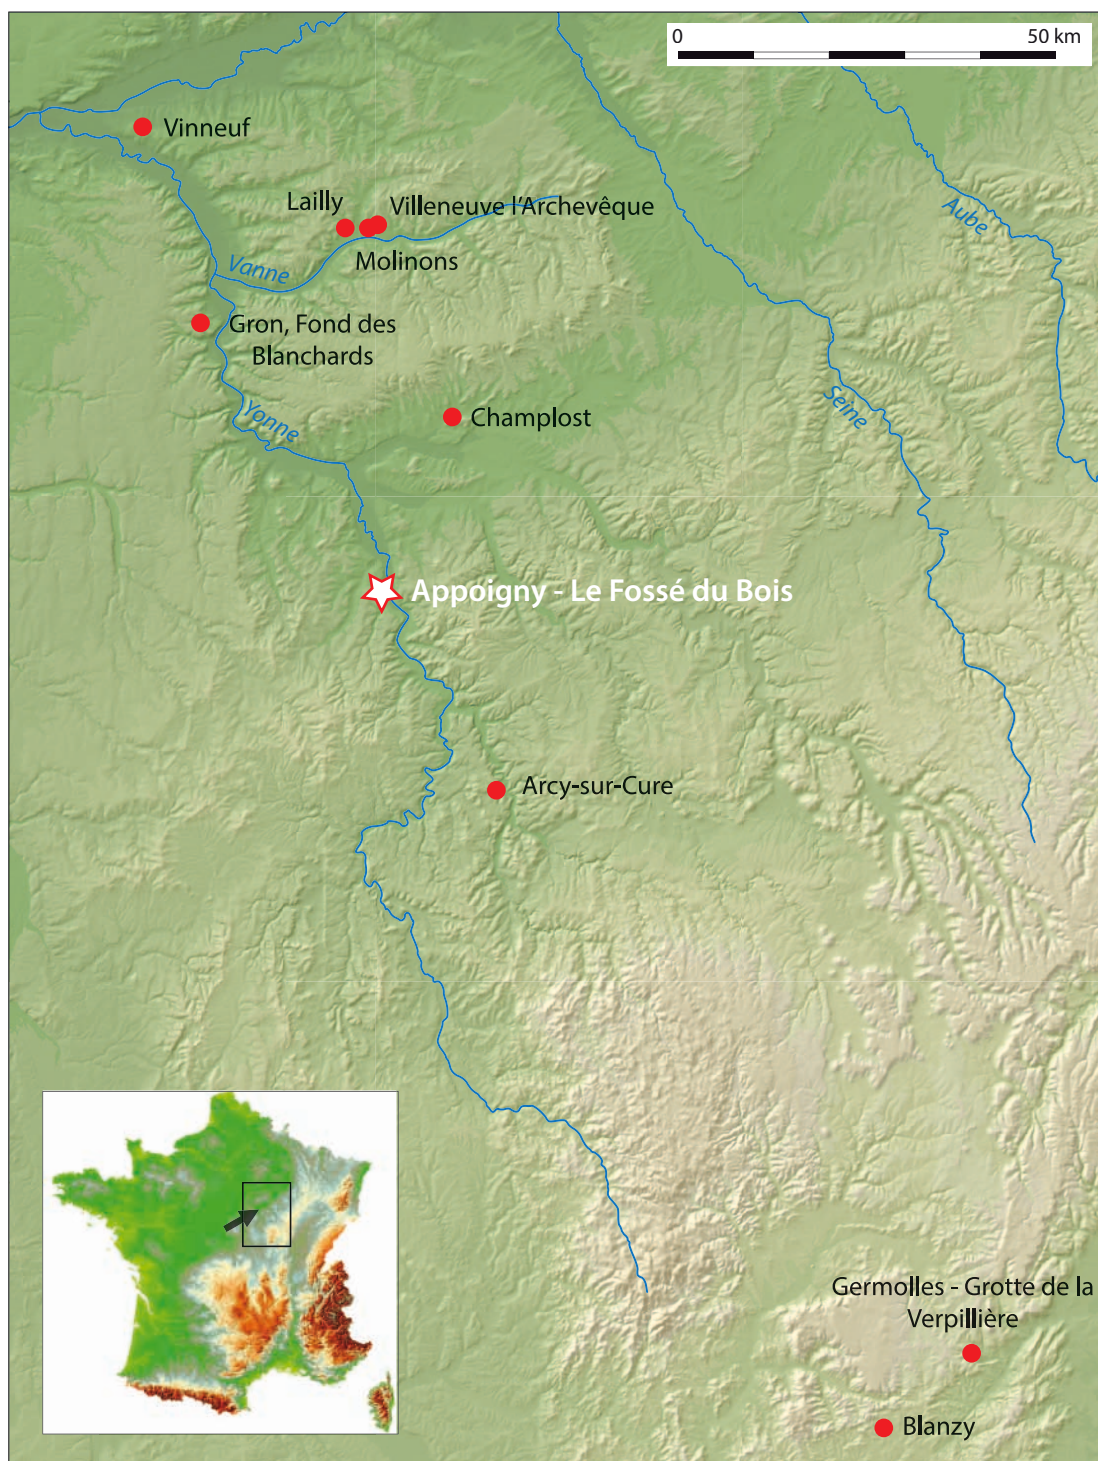 0 50 km
Vinneuf
Lailly
Villeneuve l'Archevêque
Aube
Molinons
Vanne
Gron, Fond des
Blanchards
Seine
Yonne
Champlost
Appoigny - Le Fossé du Bois
Arcy-sur-Cure
Germolles - Grotte de la
Verpillière
Blanzy